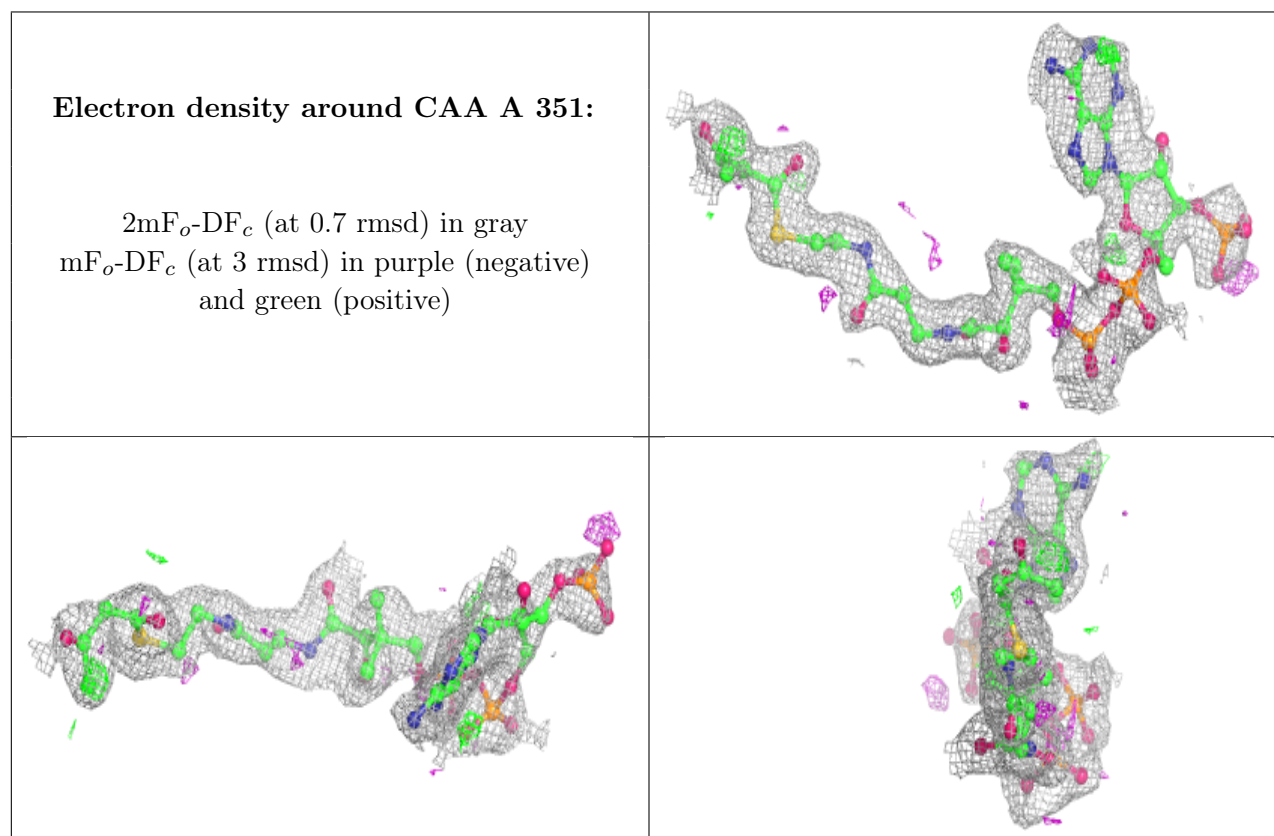 Electron density around CAA A 351:
2mFₒ-DF𝒸 (at 0.7 rmsd) in gray
mFₒ-DF𝒸 (at 3 rmsd) in purple (negative)
and green (positive)